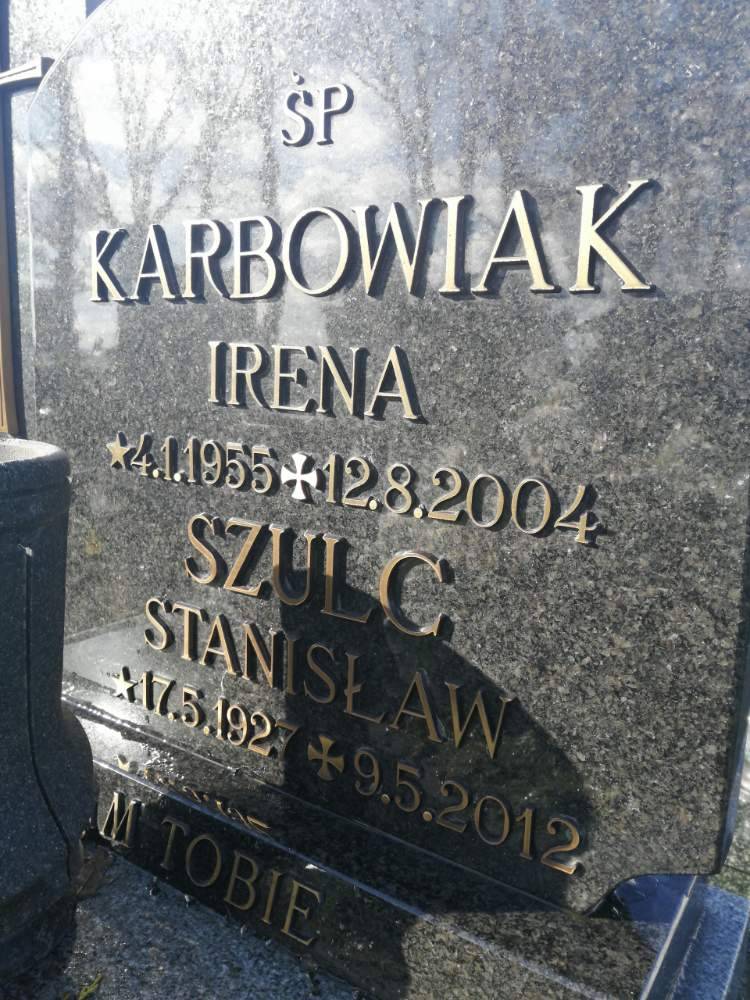 ŚP
KARBOWIAK
IRENA
4.1.1955 12.8.2004
SZULC
STANISŁAW
17.5.1927 9.5.2012
M TOBIE